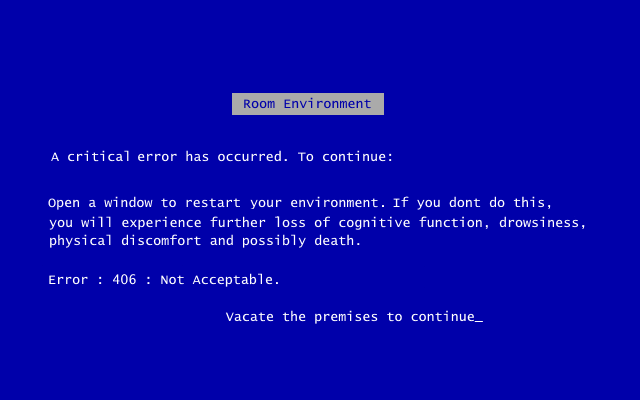 Room Environment
A critical error has occurred. To continue:
Open a window to restart your environment. If you dont do this,
you will experience further loss of cognitive function, drowsiness,
physical discomfort and possibly death.
Error : 406 : Not Acceptable.
Vacate the premises to continue_